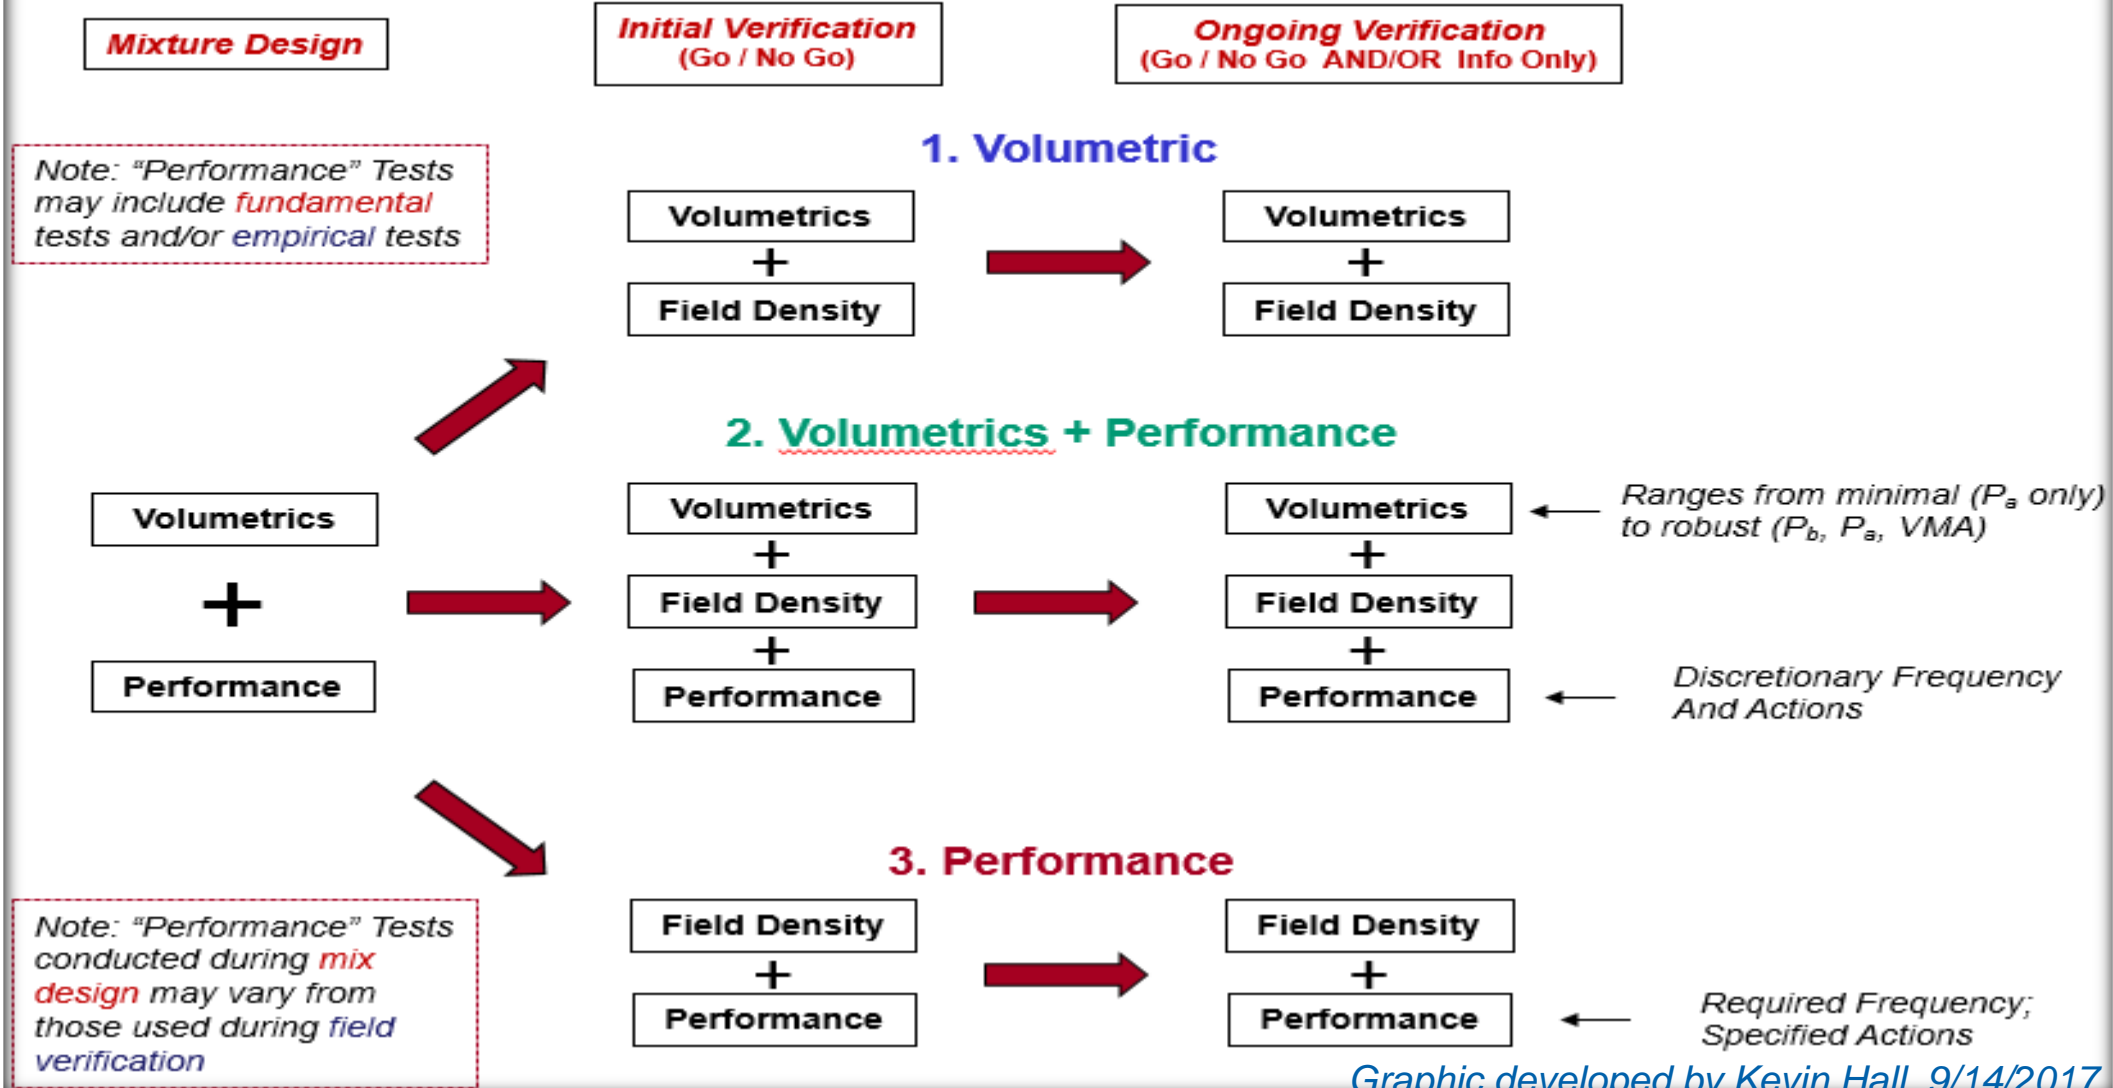 Mixture Design
Initial Verification
(Go / No Go)
Ongoing Verification
(Go / No Go AND/OR Info Only)
Note: “Performance” Tests
may include fundamental
tests and/or empirical tests
1. Volumetric
Volumetrics
+
Field Density
Volumetrics
+
Field Density
2. Volumetrics + Performance
Volumetrics
+
Performance
Volumetrics
+
Field Density
+
Performance
Volumetrics
+
Field Density
+
Performance
Ranges from minimal (Pa only)
to robust (Pb, Pa, VMA)
Discretionary Frequency
And Actions
3. Performance
Note: “Performance” Tests
conducted during mix
design may vary from
those used during field
verification
Field Density
+
Performance
Field Density
+
Performance
Required Frequency;
Specified Actions
Graphic developed by Kevin Hall, 9/14/2017